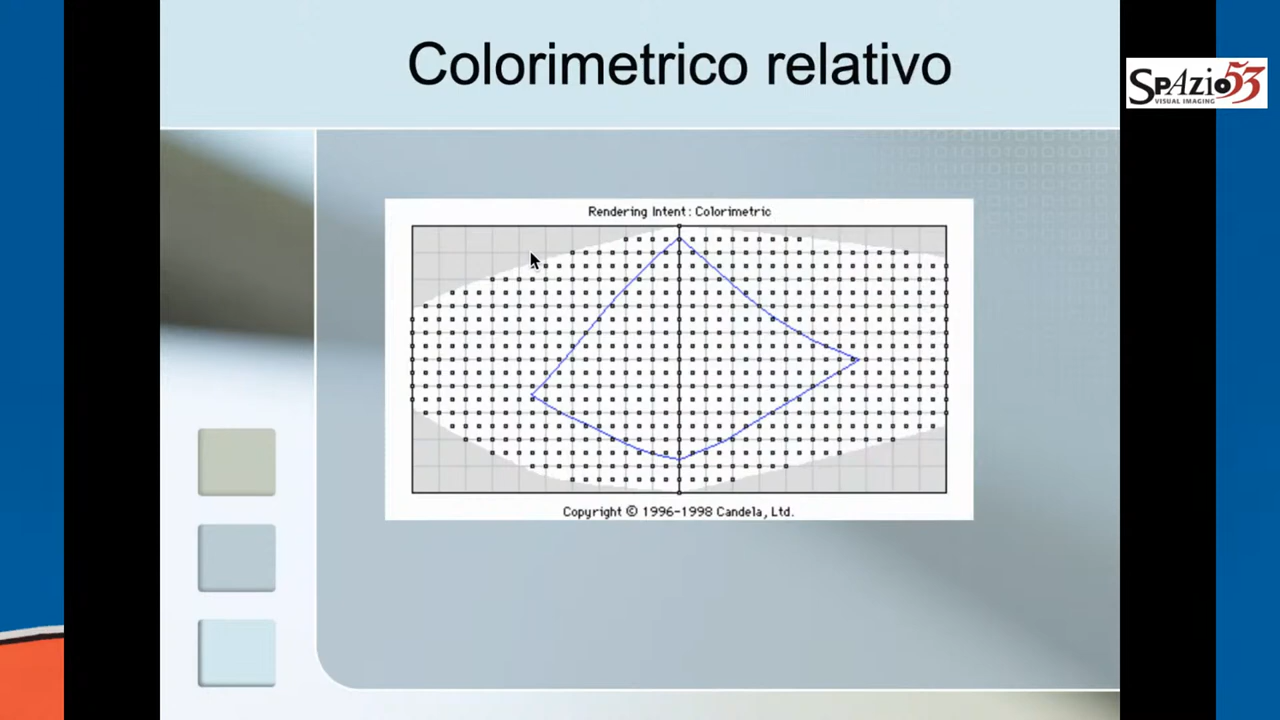 Colorimetrico relativo
SPAZIO53
VISUAL IMAGING
Rendering Intent: Colorimetric
Copyright © 1996-1998 Candela, Ltd.